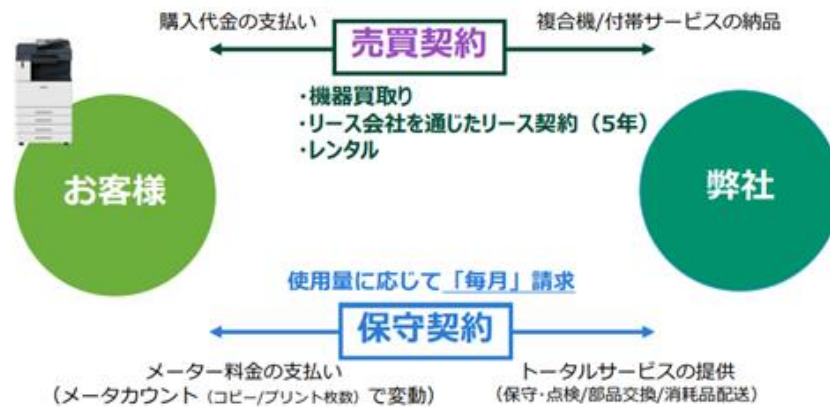 購入代金の支払い
売買契約
複合機/付帯サービスの納品
・機器買取り
・リース会社を通じたリース契約（5年）
・レンタル
お客様
弊社
使用量に応じて「毎月」請求
保守契約
メーター料金の支払い
（メータカウント（コピー/プリント枚数）で変動）
トータルサービスの提供
（保守・点検/部品交換/消耗品配送）